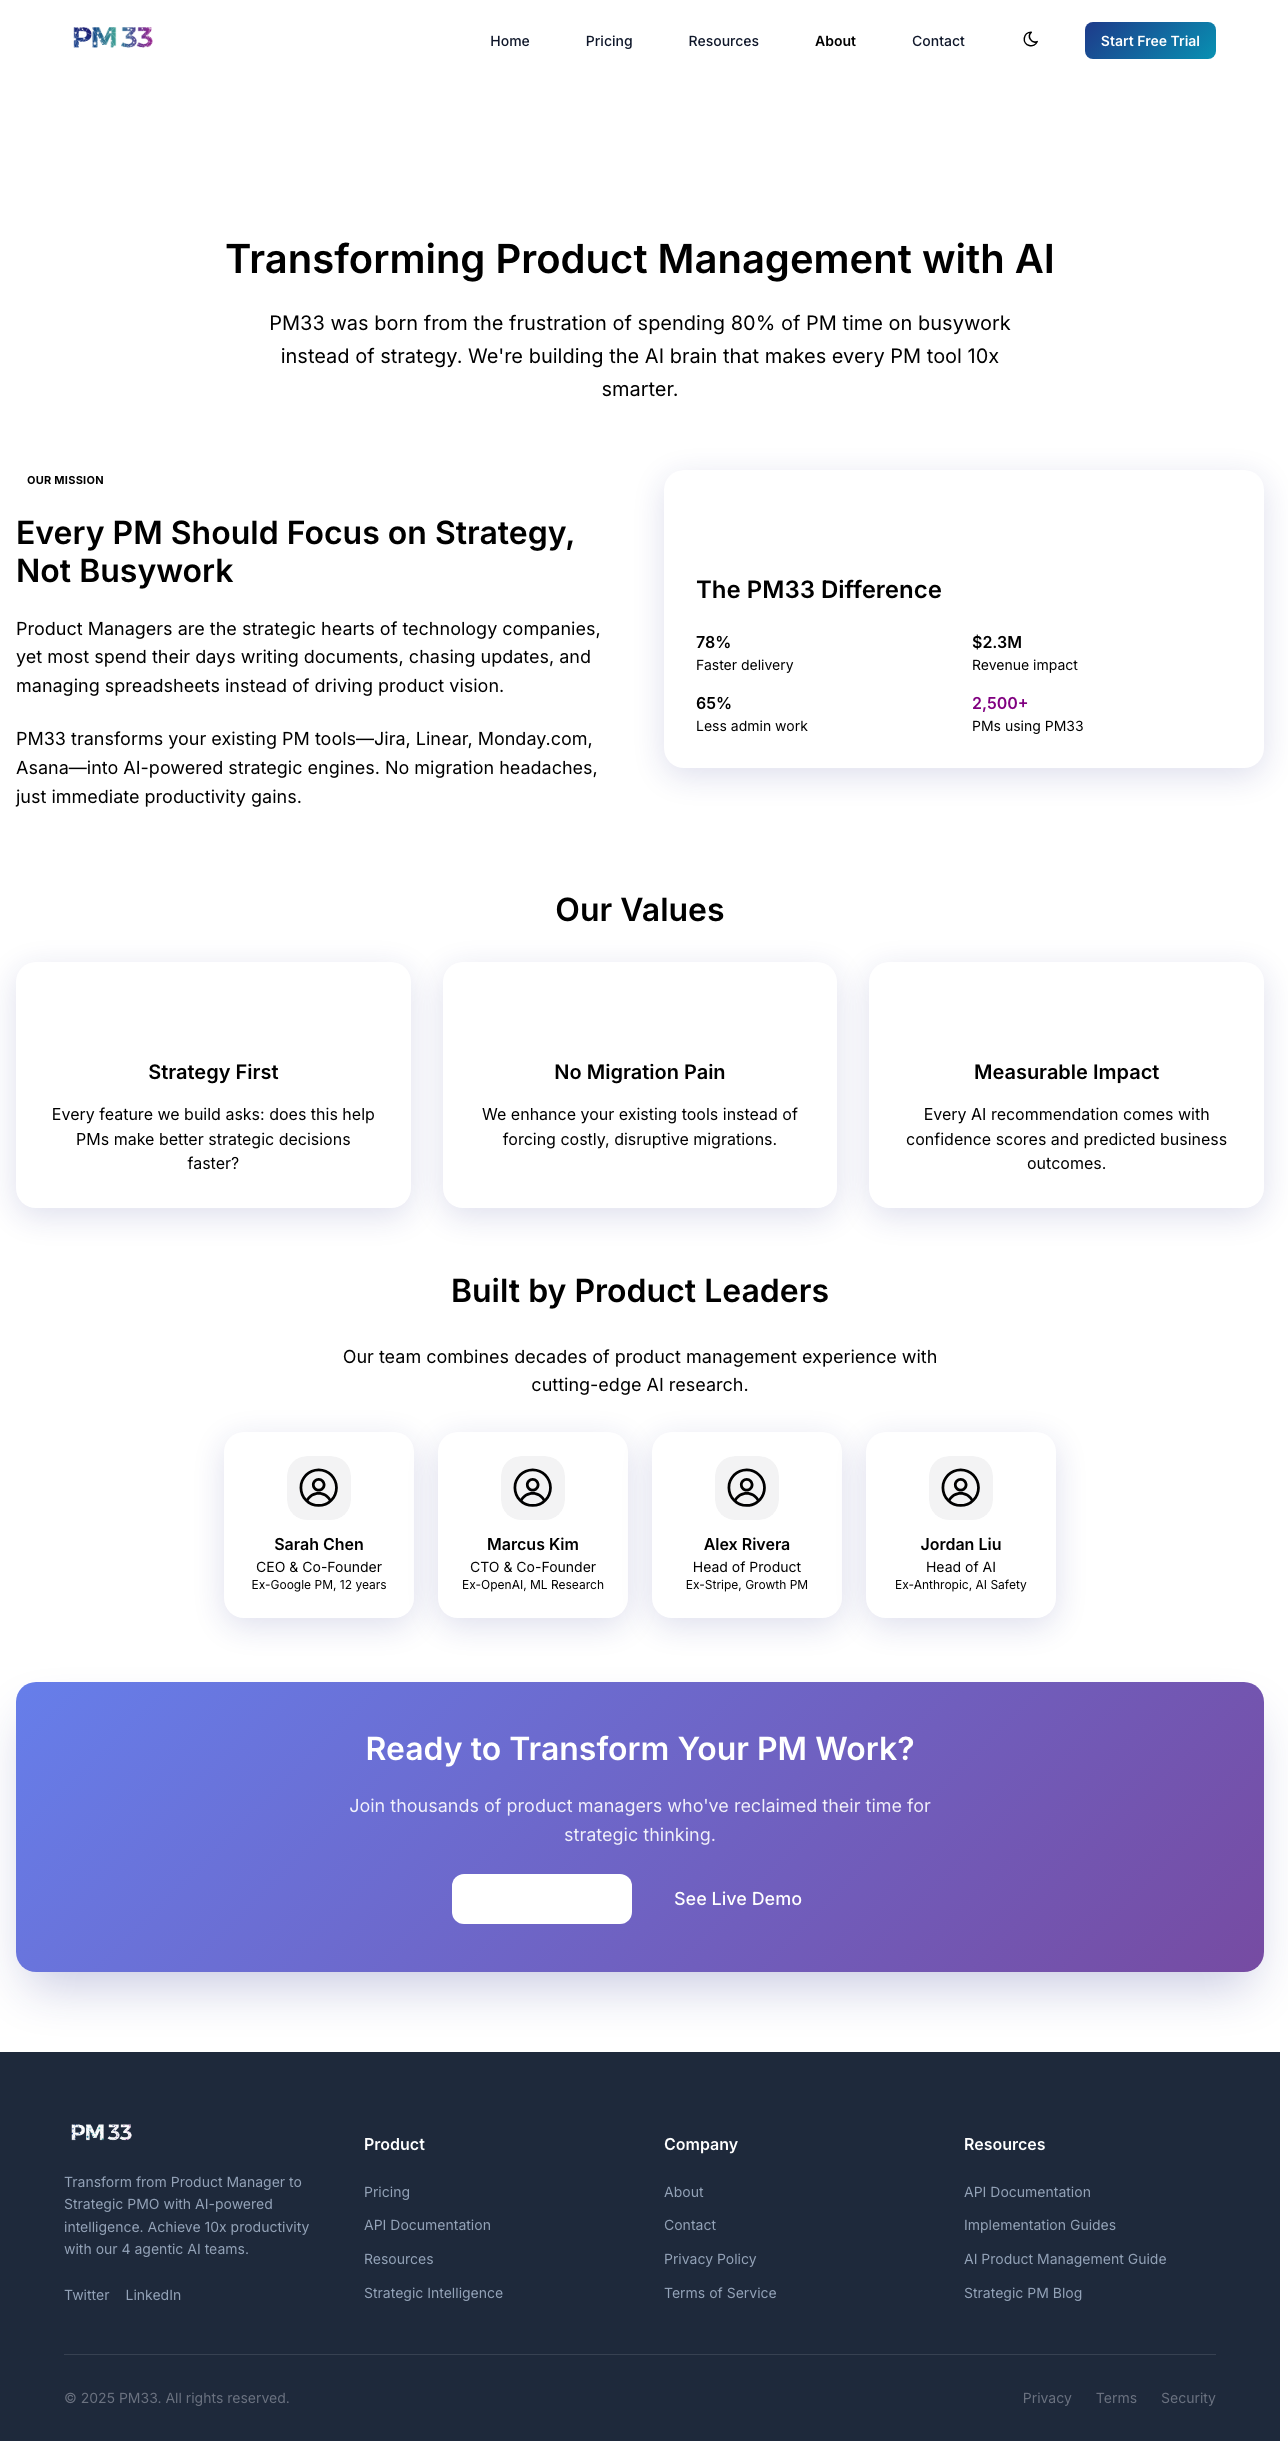 PM 33
Home
Pricing
Resources
About
Contact
Start Free Trial
Transforming Product Management with AI
PM33 was born from the frustration of spending 80% of PM time on busywork
instead of strategy. We're building the AI brain that makes every PM tool 10x
smarter.
OUR MISSION
Every PM Should Focus on Strategy,
Not Busywork
Product Managers are the strategic hearts of technology companies,
yet most spend their days writing documents, chasing updates, and
managing spreadsheets instead of driving product vision.
PM33 transforms your existing PM tools—Jira, Linear, Monday.com,
Asana—into AI-powered strategic engines. No migration headaches,
just immediate productivity gains.
The PM33 Difference
78%
Faster delivery
$2.3M
Revenue impact
65%
Less admin work
2,500+
PMs using PM33
Our Values
Strategy First
Every feature we build asks: does this help
PMs make better strategic decisions
faster?
No Migration Pain
We enhance your existing tools instead of
forcing costly, disruptive migrations.
Measurable Impact
Every AI recommendation comes with
confidence scores and predicted business
outcomes.
Built by Product Leaders
Our team combines decades of product management experience with
cutting-edge AI research.
Sarah Chen
CEO & Co-Founder
Ex-Google PM, 12 years
Marcus Kim
CTO & Co-Founder
Ex-OpenAI, ML Research
Alex Rivera
Head of Product
Ex-Stripe, Growth PM
Jordan Liu
Head of AI
Ex-Anthropic, AI Safety
Ready to Transform Your PM Work?
Join thousands of product managers who've reclaimed their time for
strategic thinking.
See Live Demo
PM 33
Transform from Product Manager to
Strategic PMO with AI-powered
intelligence. Achieve 10x productivity
with our 4 agentic AI teams.
Twitter
LinkedIn
Product
Pricing
API Documentation
Resources
Strategic Intelligence
Company
About
Contact
Privacy Policy
Terms of Service
Resources
API Documentation
Implementation Guides
AI Product Management Guide
Strategic PM Blog
© 2025 PM33. All rights reserved.
Privacy
Terms
Security